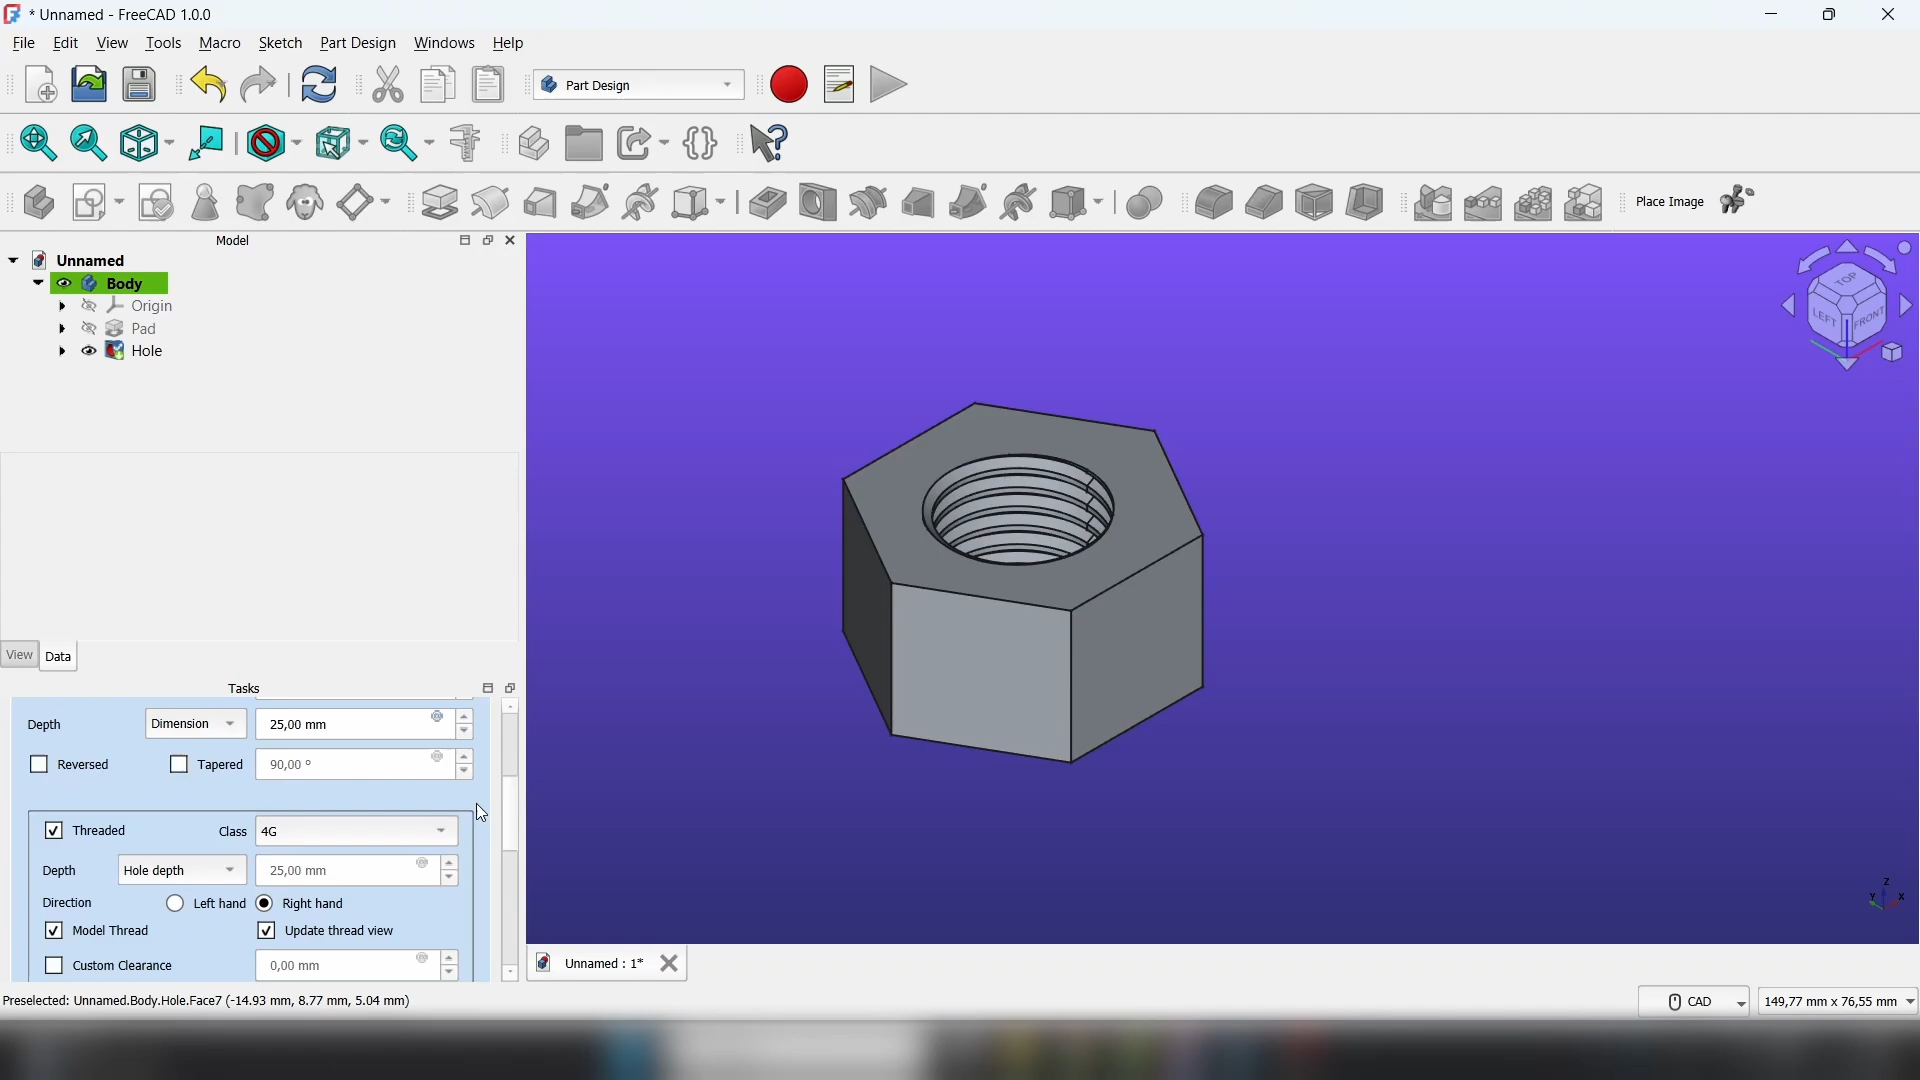 * Unnamed - FreeCAD 1.0.0
File Edit View Tools Macro Sketch Part Design Windows Help
Part Design
Place Image
Model
Unnamed
Body
Origin
Pad
Hole
TOP
LEFT FRONT
View Data
Tasks
Depth Dimension 25,00 mm
Reversed Tapered 90,00 °
Threaded Class 4G
Depth Hole depth 25,00 mm
Direction Left hand Right hand
Model Thread Update thread view
Custom Clearance 0,00 mm
Z
Y X
Unnamed : 1*
Preselected: Unnamed.Body.Hole.Face7 (-14.93 mm, 8.77 mm, 5.04 mm)
CAD 149,77 mm x 76,55 mm